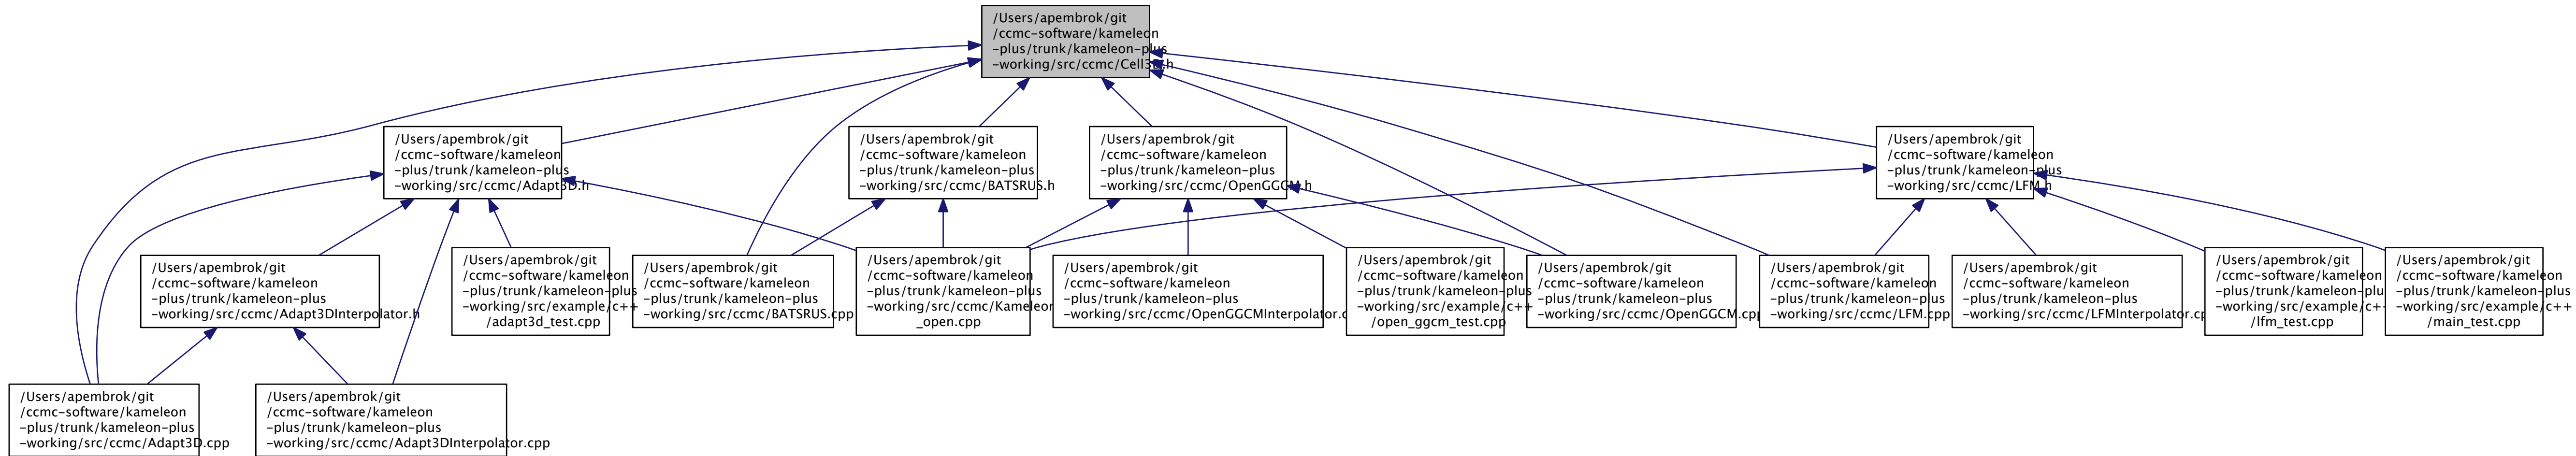 /Users/apembrok/git
/ccmc-software/kameleon
-plus/trunk/kameleon-plus
-working/src/ccmc/Cell3D.h
/Users/apembrok/git
/ccmc-software/kameleon
-plus/trunk/kameleon-plus
-working/src/ccmc/Adapt3D.h
/Users/apembrok/git
/ccmc-software/kameleon
-plus/trunk/kameleon-plus
-working/src/ccmc/BATSRUS.h
/Users/apembrok/git
/ccmc-software/kameleon
-plus/trunk/kameleon-plus
-working/src/ccmc/OpenGGCM.h
/Users/apembrok/git
/ccmc-software/kameleon
-plus/trunk/kameleon-plus
-working/src/ccmc/LFM.h
/Users/apembrok/git
/ccmc-software/kameleon
-plus/trunk/kameleon-plus
-working/src/ccmc/Adapt3DInterpolator.h
/Users/apembrok/git
/ccmc-software/kameleon
-plus/trunk/kameleon-plus
-working/src/example/c++
/adapt3d_test.cpp
/Users/apembrok/git
/ccmc-software/kameleon
-plus/trunk/kameleon-plus
-working/src/ccmc/BATSRUS.cpp
/Users/apembrok/git
/ccmc-software/kameleon
-plus/trunk/kameleon-plus
-working/src/ccmc/Kameleon
_open.cpp
/Users/apembrok/git
/ccmc-software/kameleon
-plus/trunk/kameleon-plus
-working/src/ccmc/OpenGGCMInterpolator.c
/Users/apembrok/git
/ccmc-software/kameleon
-plus/trunk/kameleon-plus
-working/src/example/c++
/open_ggcm_test.cpp
/Users/apembrok/git
/ccmc-software/kameleon
-plus/trunk/kameleon-plus
-working/src/ccmc/OpenGGCM.cpp
/Users/apembrok/git
/ccmc-software/kameleon
-plus/trunk/kameleon-plus
-working/src/ccmc/LFM.cpp
/Users/apembrok/git
/ccmc-software/kameleon
-plus/trunk/kameleon-plus
-working/src/ccmc/LFMInterpolator.cpp
/Users/apembrok/git
/ccmc-software/kameleon
-plus/trunk/kameleon-plus
-working/src/example/c++
/lfm_test.cpp
/Users/apembrok/git
/ccmc-software/kameleon
-plus/trunk/kameleon-plus
-working/src/example/c++
/main_test.cpp
/Users/apembrok/git
/ccmc-software/kameleon
-plus/trunk/kameleon-plus
-working/src/ccmc/Adapt3D.cpp
/Users/apembrok/git
/ccmc-software/kameleon
-plus/trunk/kameleon-plus
-working/src/ccmc/Adapt3DInterpolator.cpp